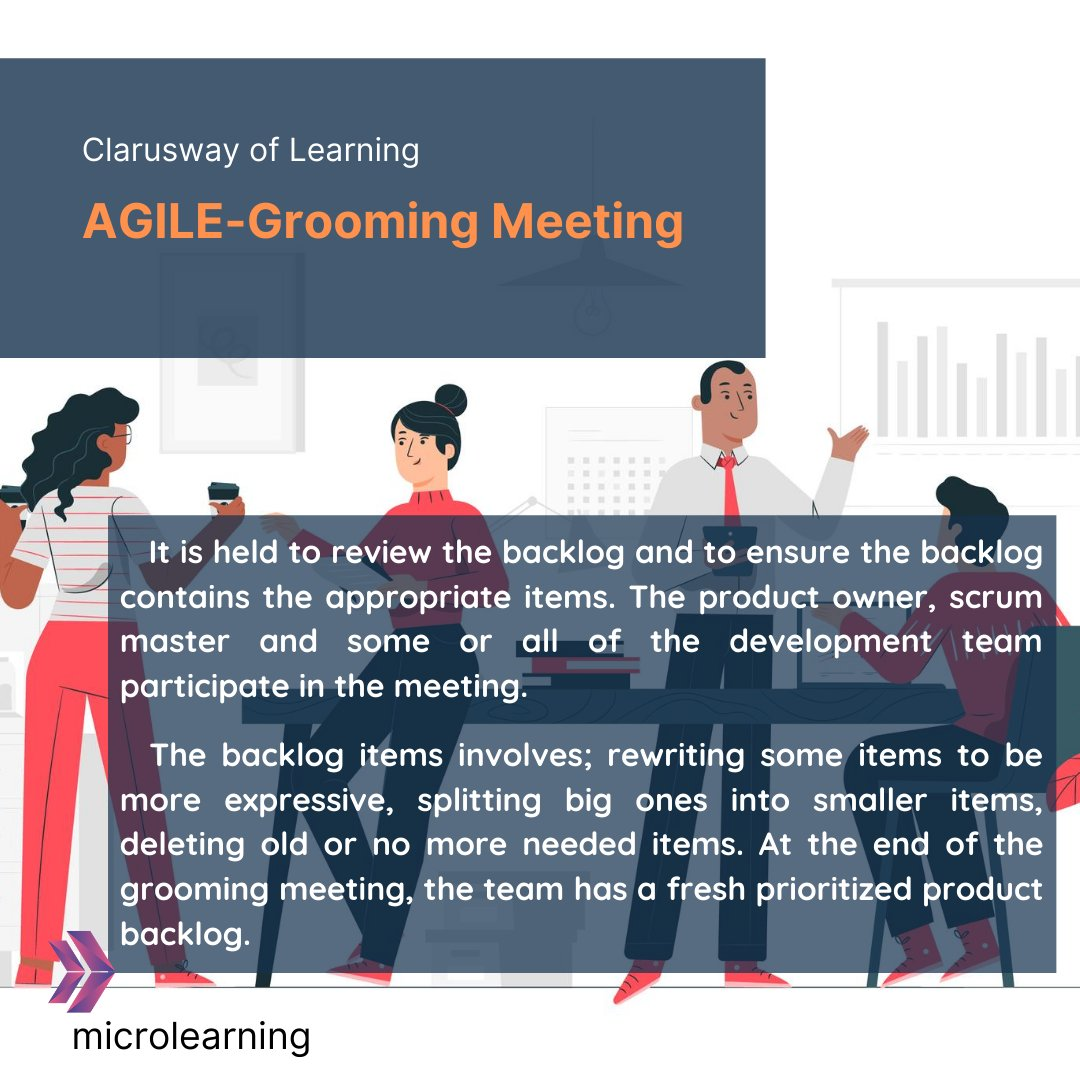 Clarusway of Learning
AGILE-Grooming Meeting
It is held to review the backlog and to ensure the backlog
contains the appropriate items. The product owner, scrum
master and some or all of the development team
participate in the meeting.
The backlog items involves; rewriting some items to be
more expressive, splitting big ones into smaller items,
deleting old or no more needed items. At the end of the
grooming meeting, the team has a fresh prioritized product
backlog.
microlearning